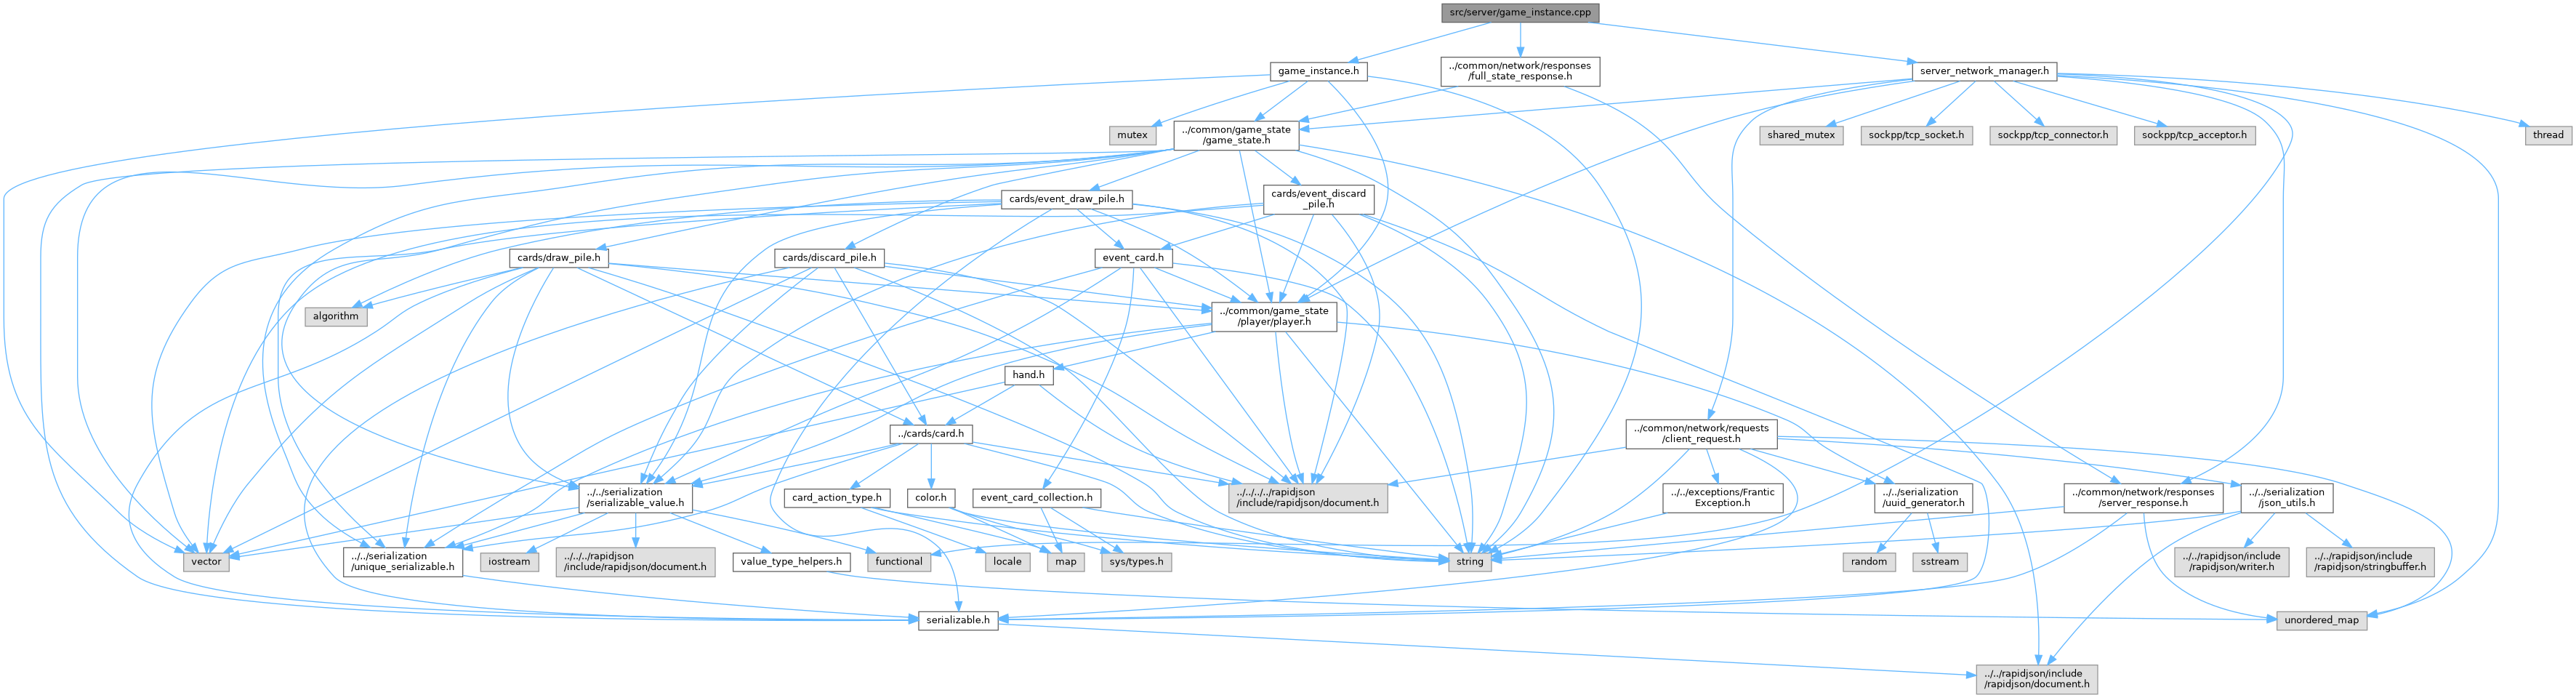 src/server/game_instance.cpp
game_instance.h
../common/network/responses
/full_state_response.h
server_network_manager.h
mutex
../common/game_state
/game_state.h
shared_mutex
sockpp/tcp_socket.h
sockpp/tcp_connector.h
sockpp/tcp_acceptor.h
thread
cards/event_draw_pile.h
cards/event_discard
_pile.h
cards/draw_pile.h
cards/discard_pile.h
event_card.h
algorithm
../common/game_state
/player/player.h
hand.h
../cards/card.h
../common/network/requests
/client_request.h
../../serialization
/serializable_value.h
card_action_type.h
color.h
event_card_collection.h
../../../../rapidjson
/include/rapidjson/document.h
../../exceptions/Frantic
Exception.h
../../serialization
/uuid_generator.h
../common/network/responses
/server_response.h
../../serialization
/json_utils.h
vector
../../serialization
/unique_serializable.h
iostream
../../../rapidjson
/include/rapidjson/document.h
value_type_helpers.h
functional
locale
map
sys/types.h
string
random
sstream
../../rapidjson/include
/rapidjson/writer.h
../../rapidjson/include
/rapidjson/stringbuffer.h
serializable.h
unordered_map
../../rapidjson/include
/rapidjson/document.h